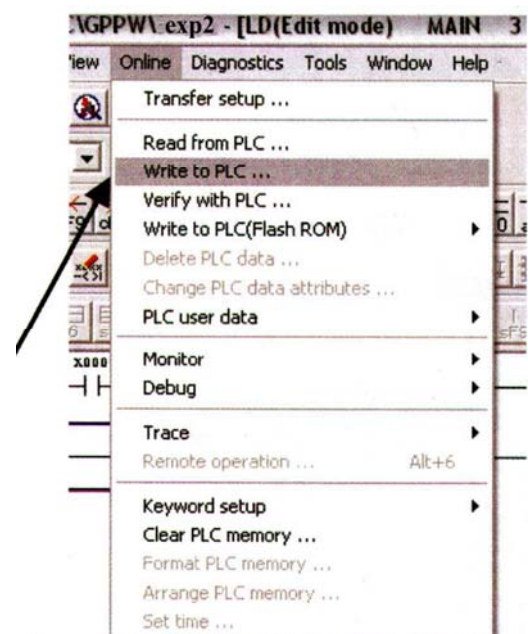 :\GPPW\ exp2 - [LD(Edit mode) MAIN 3
iew Online Diagnostics Tools Window Help
Transfer setup ...
Read from PLC ...
Write to PLC ...
Verify with PLC ...
Write to PLC(Flash ROM)
Delete PLC data ...
Change PLC data attributes ...
PLC user data
X000
Monitor
Debug
Trace
Remote operation ... Alt+6
Keyword setup
Clear PLC memory ...
Format PLC memory ...
Arrange PLC memory ...
Set time ...